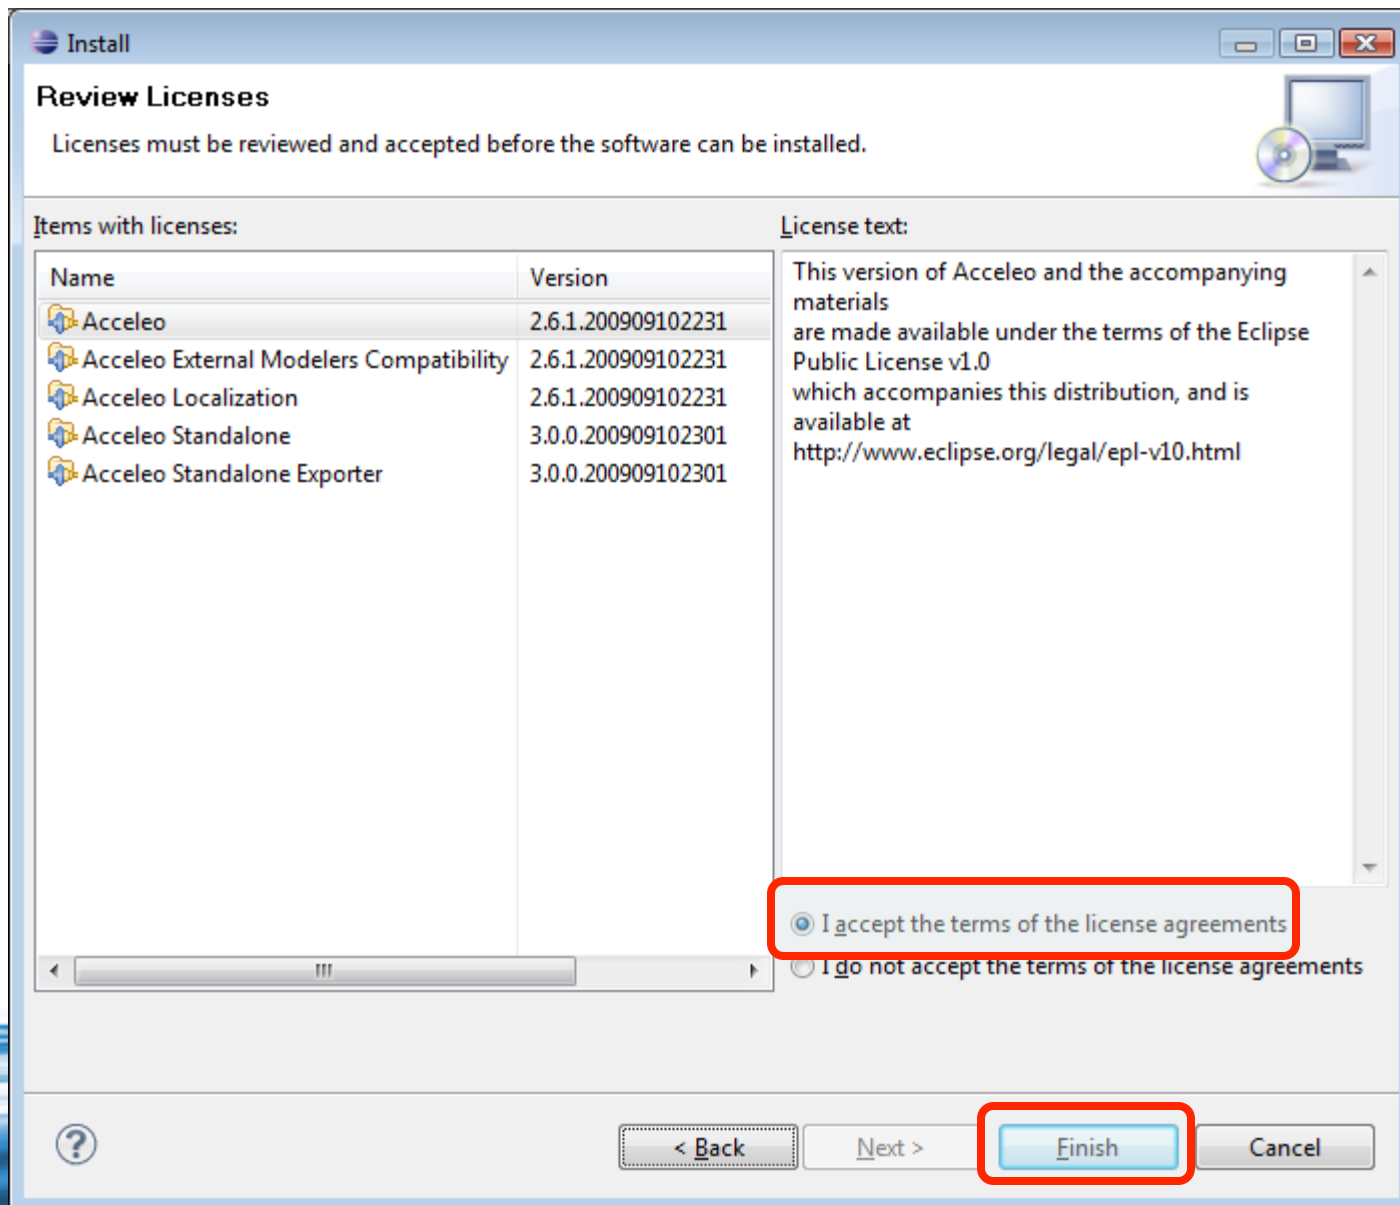 Install
Review Licenses
Licenses must be reviewed and accepted before the software can be installed.
Items with licenses:
Name Version
Acceleo 2.6.1.200909102231
Acceleo External Modelers Compatibility 2.6.1.200909102231
Acceleo Localization 2.6.1.200909102231
Acceleo Standalone 3.0.0.200909102301
Acceleo Standalone Exporter 3.0.0.200909102301
License text:
This version of Acceleo and the accompanying
materials
are made available under the terms of the Eclipse
Public License v1.0
which accompanies this distribution, and is
available at
http://www.eclipse.org/legal/epl-v10.html
I accept the terms of the license agreements
I do not accept the terms of the license agreements
? < Back Next > Finish Cancel